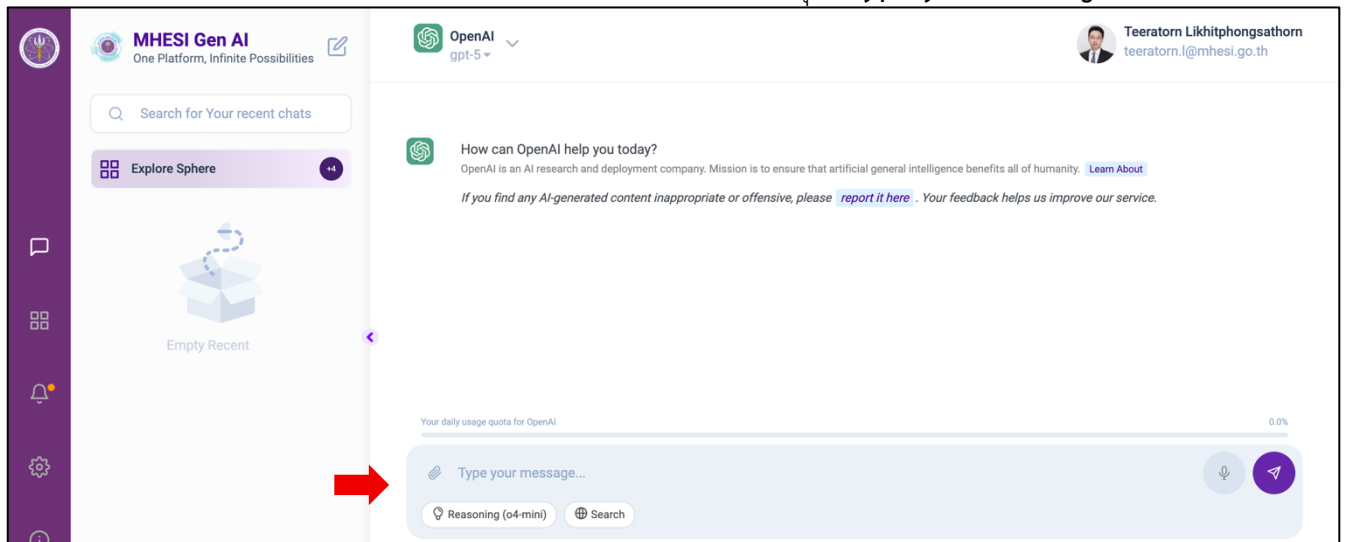 MHESI Gen AI
One Platform, Infinite Possibilities
Search for Your recent chats
Explore Sphere
+4
Empty Recent
OpenAI
gpt-5
Teeratorn Likhitphongsathorn
teeratorn.l@mhesi.go.th
How can OpenAI help you today?
OpenAI is an AI research and deployment company. Mission is to ensure that artificial general intelligence benefits all of humanity. Learn About
If you find any AI-generated content inappropriate or offensive, please report it here . Your feedback helps us improve our service.
Your daily usage quota for OpenAI 0.0%
Type your message...
Reasoning (o4-mini) Search